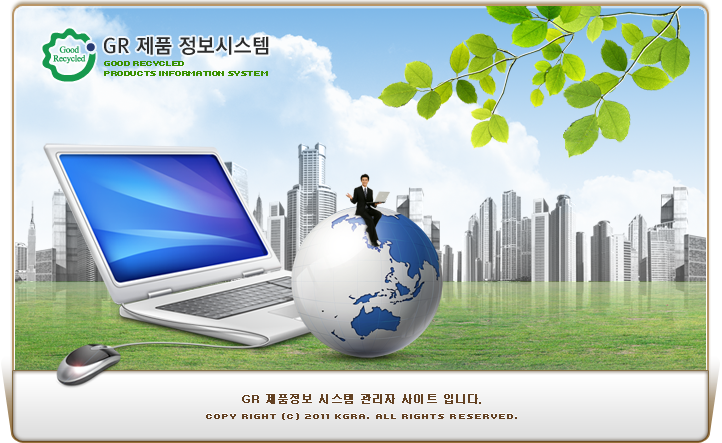 Good
Recycled
GR 제품 정보시스템
GOOD RECYCLED
PRODUCTS INFORMATION SYSTEM
GR 제품정보 시스템 관리자 사이트 입니다.
COPY RIGHT (C) 2011 KGRA. ALL RIGHTS RESERVED.